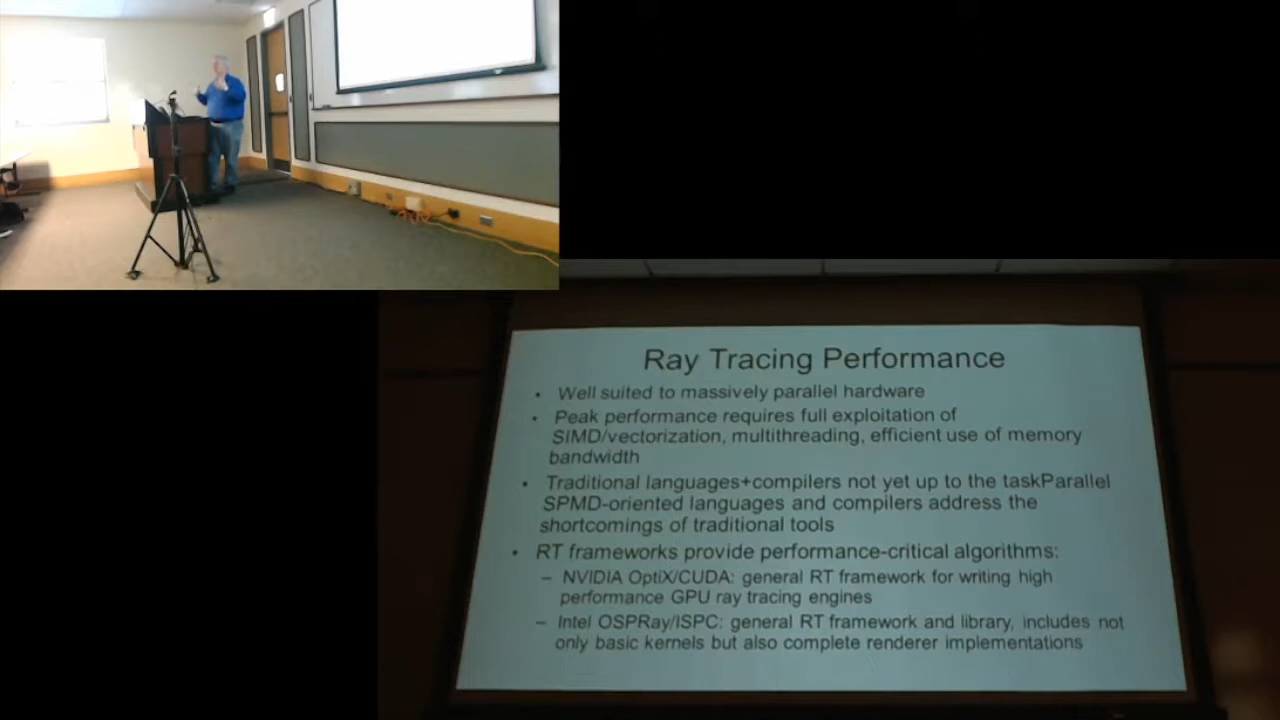 Ray Tracing Performance
• Well suited to massively parallel hardware
• Peak performance requires full exploitation of
SIMD/vectorization, multithreading, efficient use of memory
bandwidth
• Traditional languages+compilers not yet up to the taskParallel
SPMD-oriented languages and compilers address the
shortcomings of traditional tools
• RT frameworks provide performance-critical algorithms:
– NVIDIA OptiX/CUDA: general RT framework for writing high
performance GPU ray tracing engines
– Intel OSPRay/ISPC: general RT framework and library, includes not
only basic kernels but also complete renderer implementations